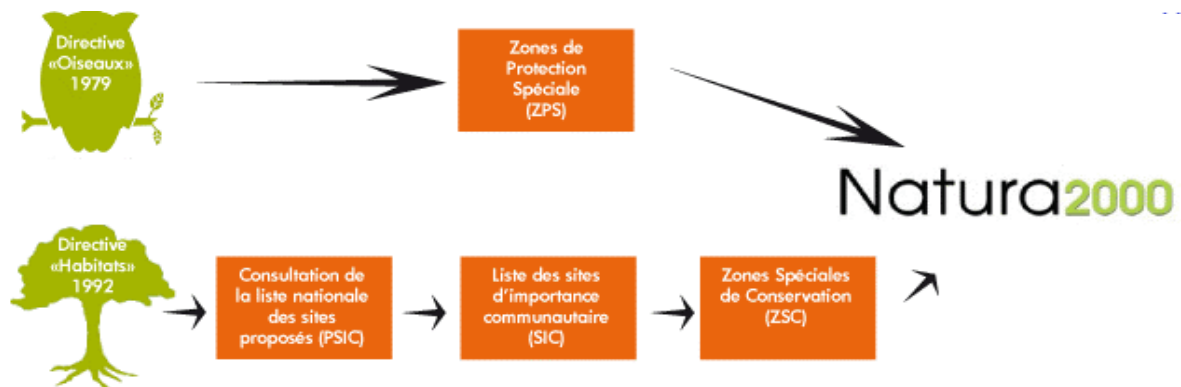 Directive
«Oiseaux»
1979
Zones de
Protection
Spéciale
(ZPS)
Natura2000
Directive
«Habitats»
1992
Consultation de
la liste nationale
des sites
proposés (PSIC)
Liste des sites
d’importance
communautaire
(SIC)
Zones Spéciales
de Conservation
(ZSC)